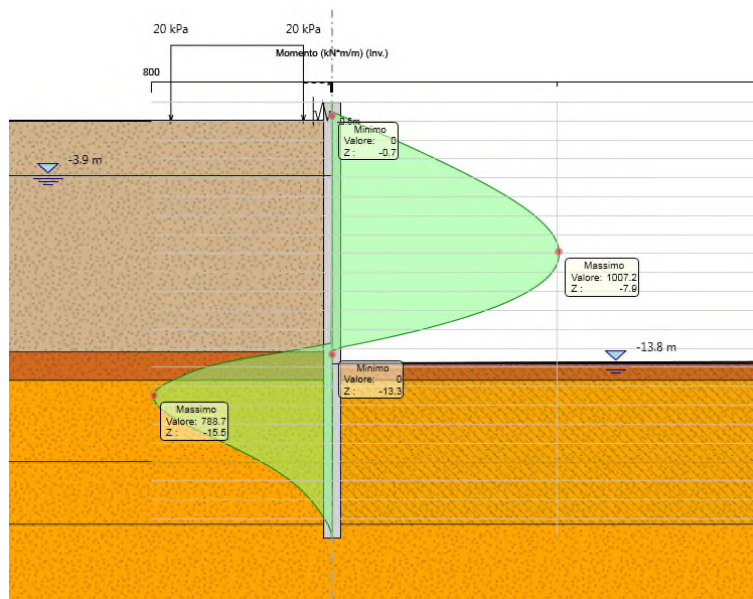 20 kPa
20 kPa
Momento (kN*m/m) (Inv.)
800
Minimo
Valore: 0
Z : -0.7
-3.9 m
Massimo
Valore: 1007.2
Z : -7.9
-13.8 m
Minimo
Valore: 0
Z : -13.3
Massimo
Valore: 788.7
Z : -15.5